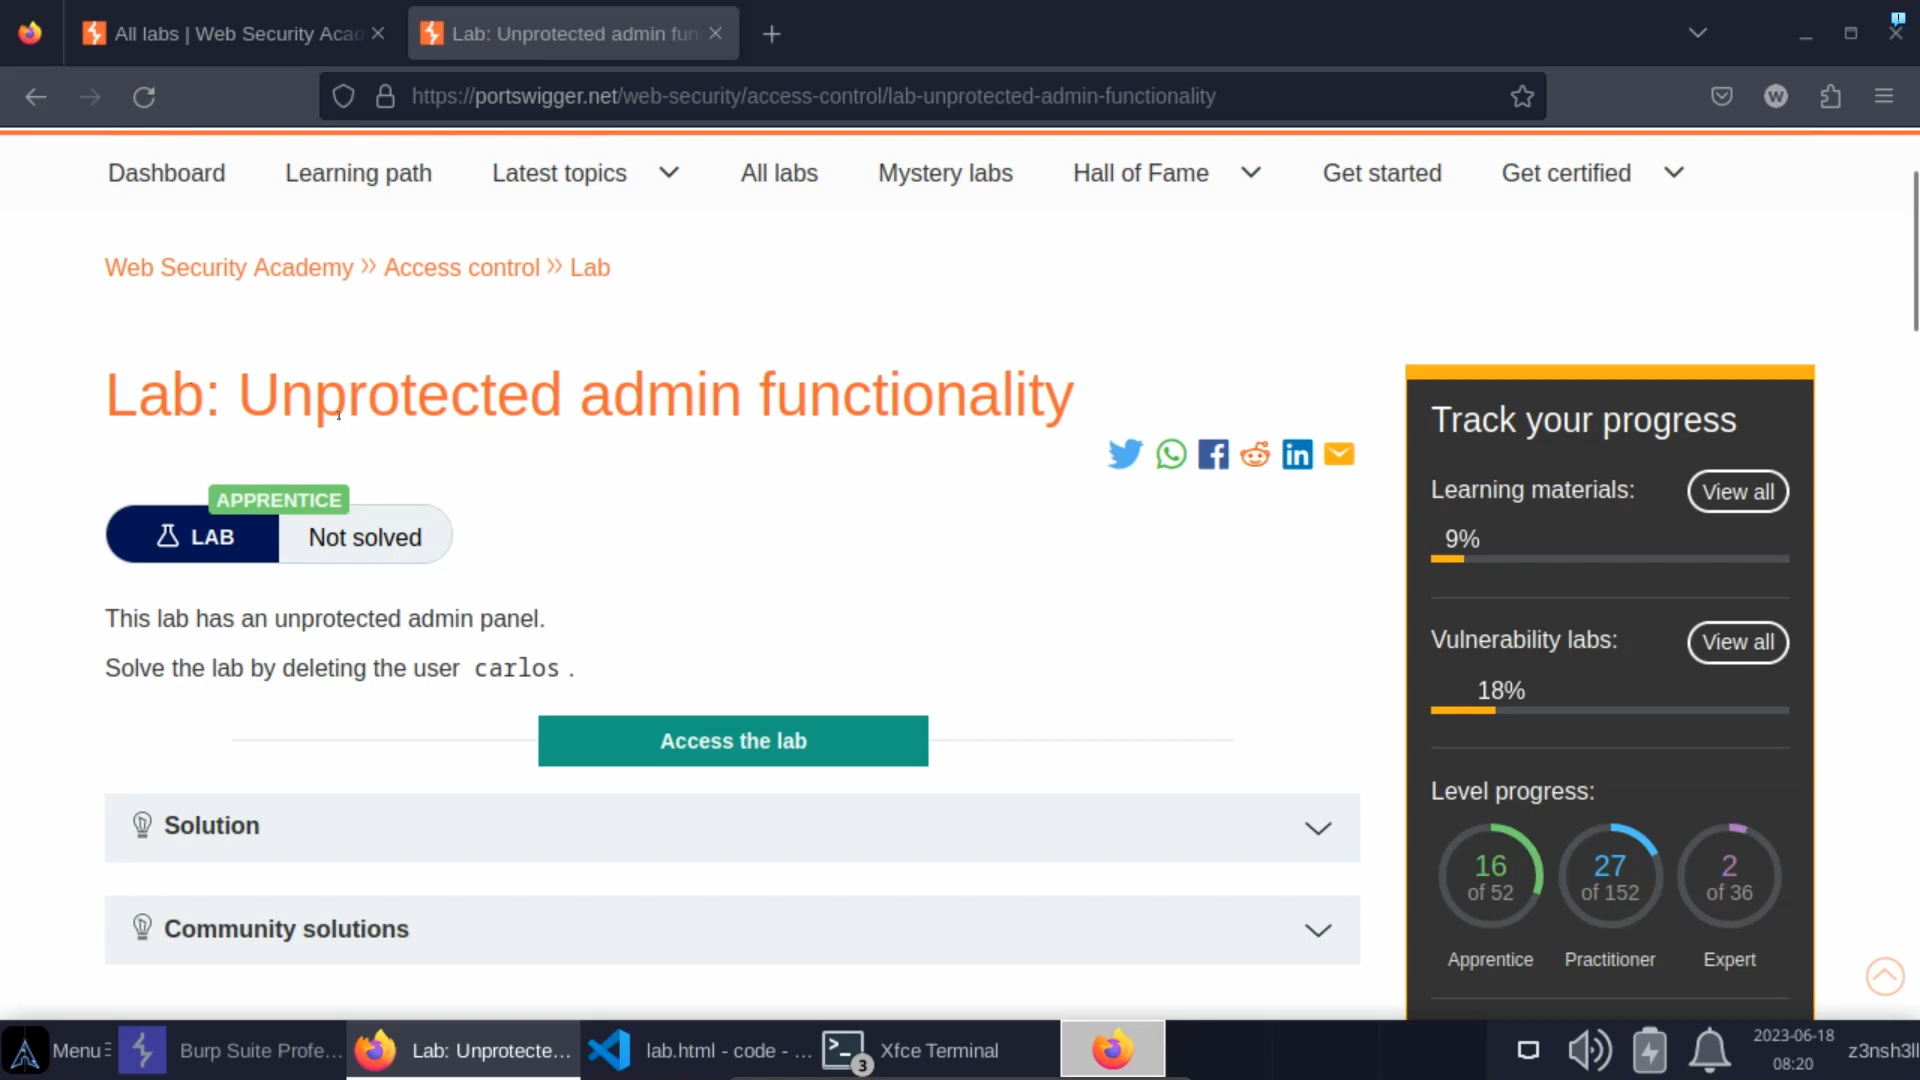 All labs | Web Security Acad
Lab: Unprotected admin fun
https://portswigger.net/web-security/access-control/lab-unprotected-admin-functionality
Dashboard
Learning path
Latest topics
All labs
Mystery labs
Hall of Fame
Get started
Get certified
Web Security Academy » Access control » Lab
Lab: Unprotected admin functionality
APPRENTICE
LAB
Not solved
This lab has an unprotected admin panel.
Solve the lab by deleting the user carlos .
Access the lab
Solution
Community solutions
Track your progress
Learning materials:
View all
9%
Vulnerability labs:
View all
18%
Level progress:
16
of 52
27
of 152
2
of 36
Apprentice
Practitioner
Expert
Menu
Burp Suite Profe...
Lab: Unprotecte...
lab.html - code - ...
3
Xfce Terminal
2023-06-18
08:20
z3nsh3ll